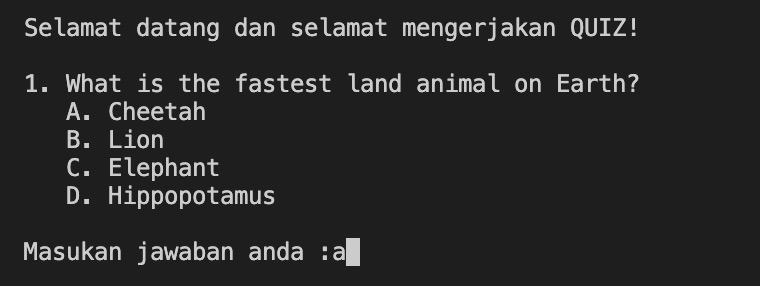 Selamat datang dan selamat mengerjakan QUIZ!
1. What is the fastest land animal on Earth?
A. Cheetah
B. Lion
C. Elephant
D. Hippopotamus
Masukan jawaban anda :a